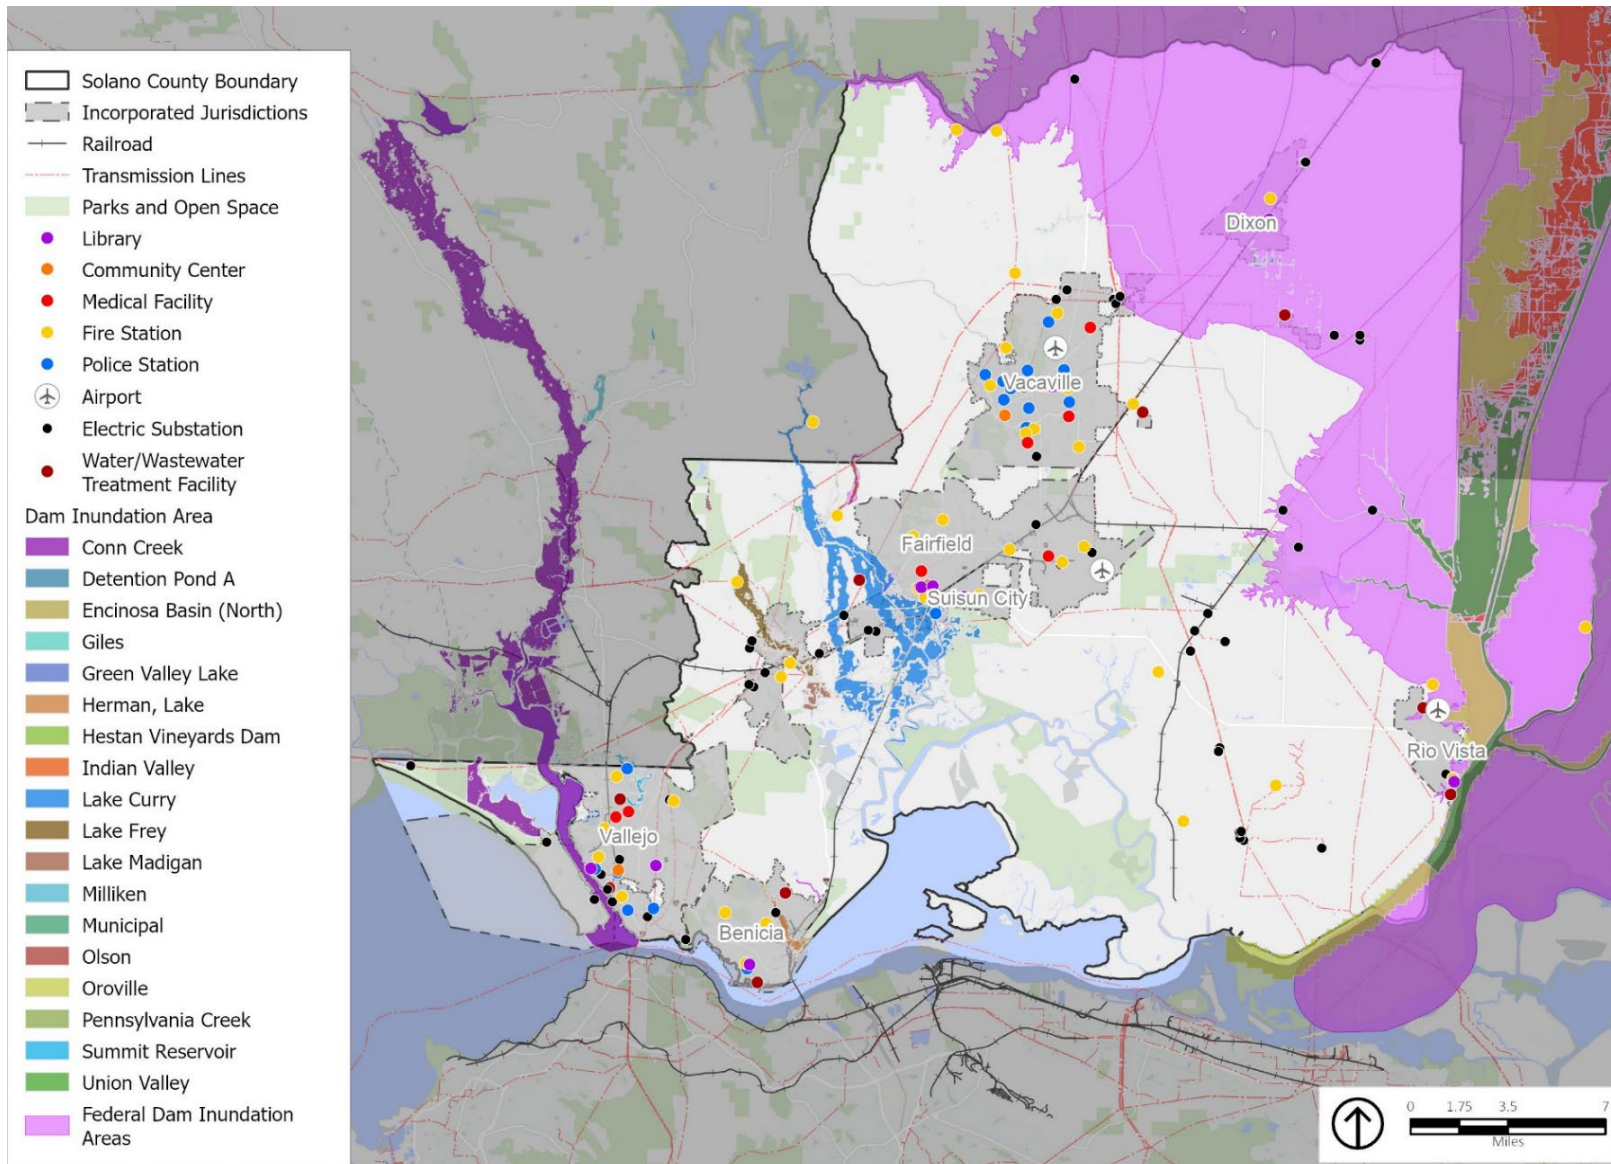 Solano County Boundary
Incorporated Jurisdictions
Railroad
Transmission Lines
Parks and Open Space
Library
Community Center
Medical Facility
Fire Station
Police Station
Airport
Electric Substation
Water/Wastewater
Treatment Facility
Dam Inundation Area
Conn Creek
Detention Pond A
Encinosa Basin (North)
Giles
Green Valley Lake
Herman, Lake
Hestan Vineyards Dam
Indian Valley
Lake Curry
Lake Frey
Lake Madigan
Milliken
Municipal
Olson
Oroville
Pennsylvania Creek
Summit Reservoir
Union Valley
Federal Dam Inundation
Areas
Dixon
Vacaville
Fairfield
Suisun City
Rio Vista
Vallejo
Benicia
0 1.75 3.5 7
Miles